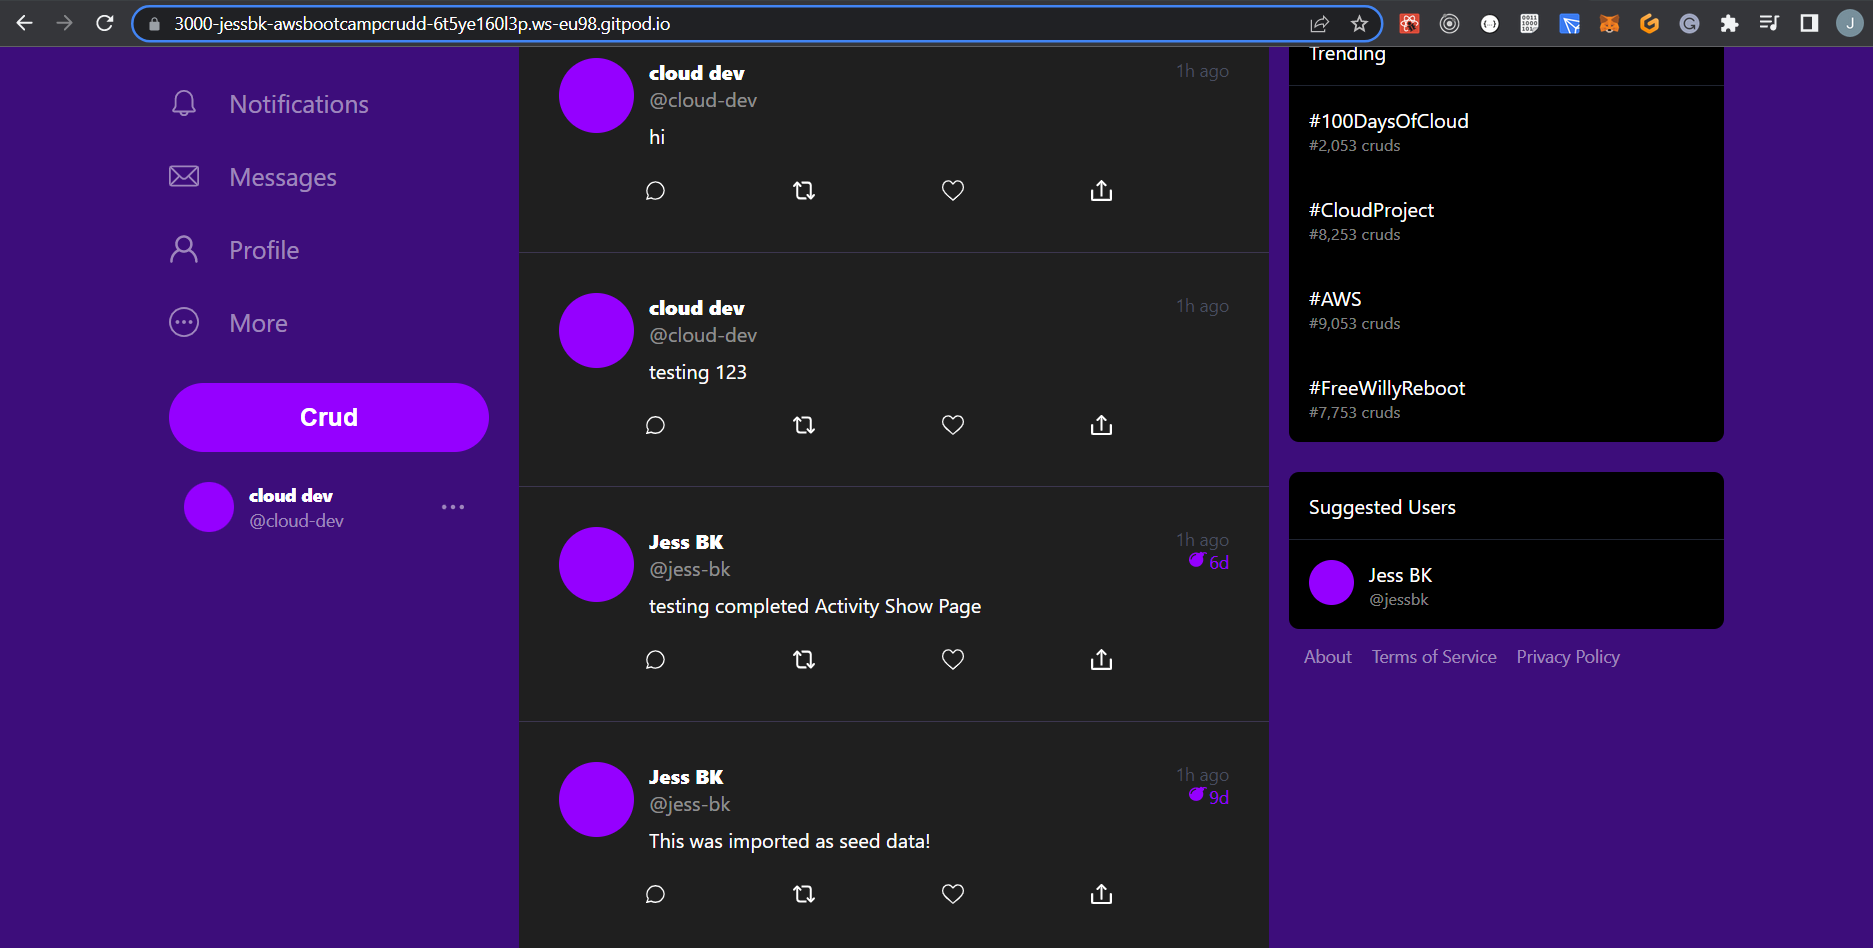 3000-jessbk-awsbootcampcrudd-6t5ye160l3p.ws-eu98.gitpod.io
J
Notifications
Messages
Profile
More
Crud
cloud dev
@cloud-dev
cloud dev
1h ago
@cloud-dev
hi
cloud dev
1h ago
@cloud-dev
testing 123
Jess BK
1h ago
@jess-bk
6d
testing completed Activity Show Page
Jess BK
1h ago
@jess-bk
9d
This was imported as seed data!
Trending
#100DaysOfCloud
#2,053 cruds
#CloudProject
#8,253 cruds
#AWS
#9,053 cruds
#FreeWillyReboot
#7,753 cruds
Suggested Users
Jess BK
@jessbk
About Terms of Service Privacy Policy